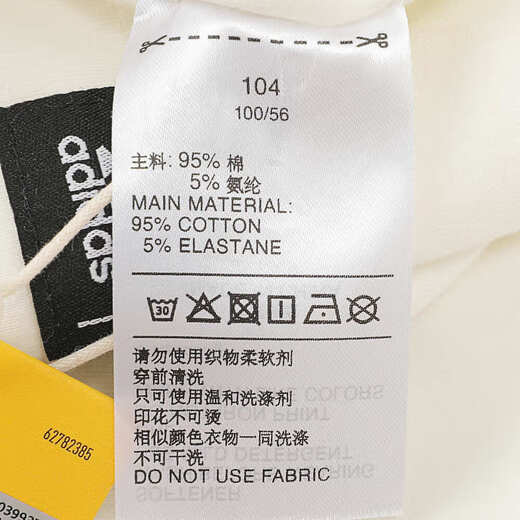 104
100/56
主料: 95% 棉
5% 氨纶
MAIN MATERIAL:
95% COTTON
5% ELASTANE
30
请勿使用织物柔软剂
穿前清洗
只可使用温和洗涤剂
印花不可烫
相似颜色衣物一同洗涤
不可干洗
DO NOT USE FABRIC
SOFTENER
adidas
62782385